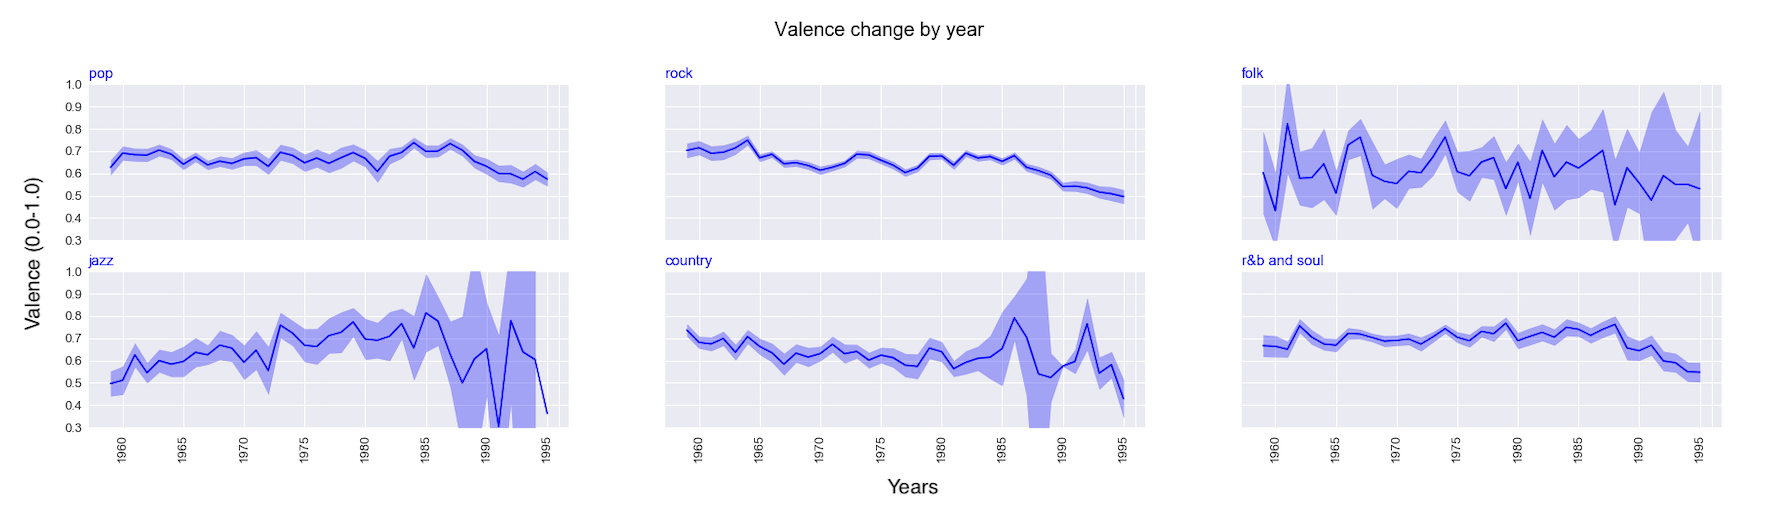 Valence change by year
pop
rock
folk
1.0
0.9
0.8
0.7
0.6
0.5
0.4
0.3
jazz
country
r&b and soul
1.0
0.9
0.8
0.7
0.6
0.5
0.4
0.3
Valence (0.0-1.0)
1960 1965 1970 1975 1980 1985 1990 1995
1960 1965 1970 1975 1980 1985 1990 1995
1960 1965 1970 1975 1980 1985 1990 1995
Years